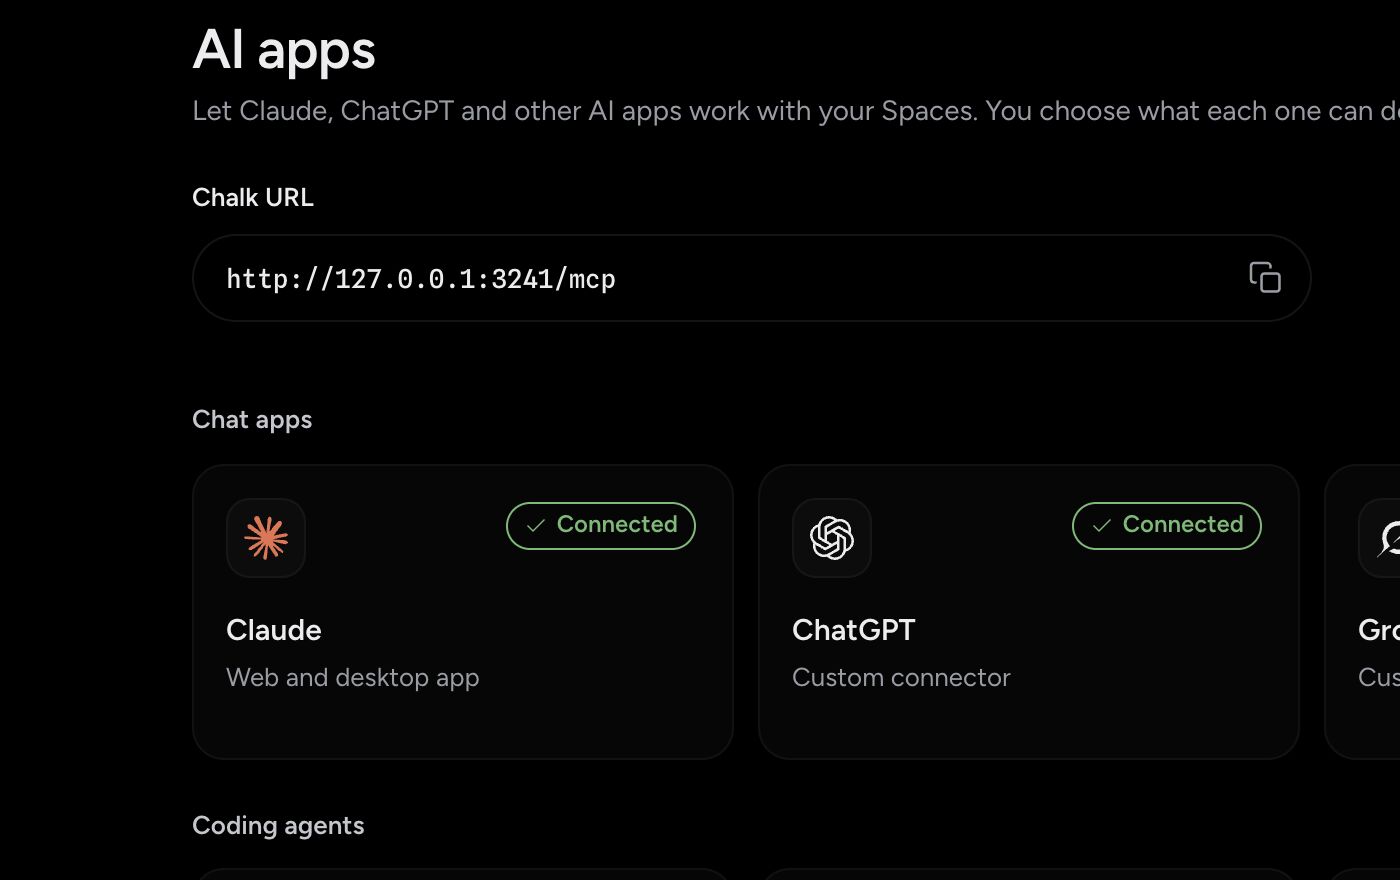 AI apps
Let Claude, ChatGPT and other AI apps work with your Spaces. You choose what each one can
Chalk URL
http://127.0.0.1:3241/mcp
Chat apps
Connected
Connected
Claude
ChatGPT
Web and desktop app
Custom connector
Coding agents